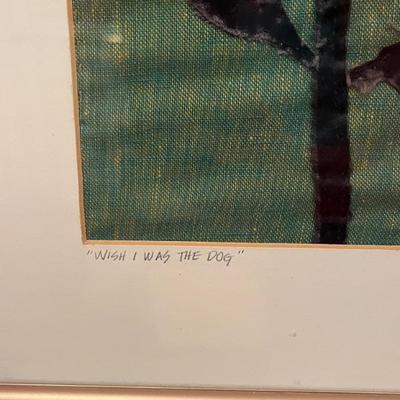 "WISH I WAS THE DOG"